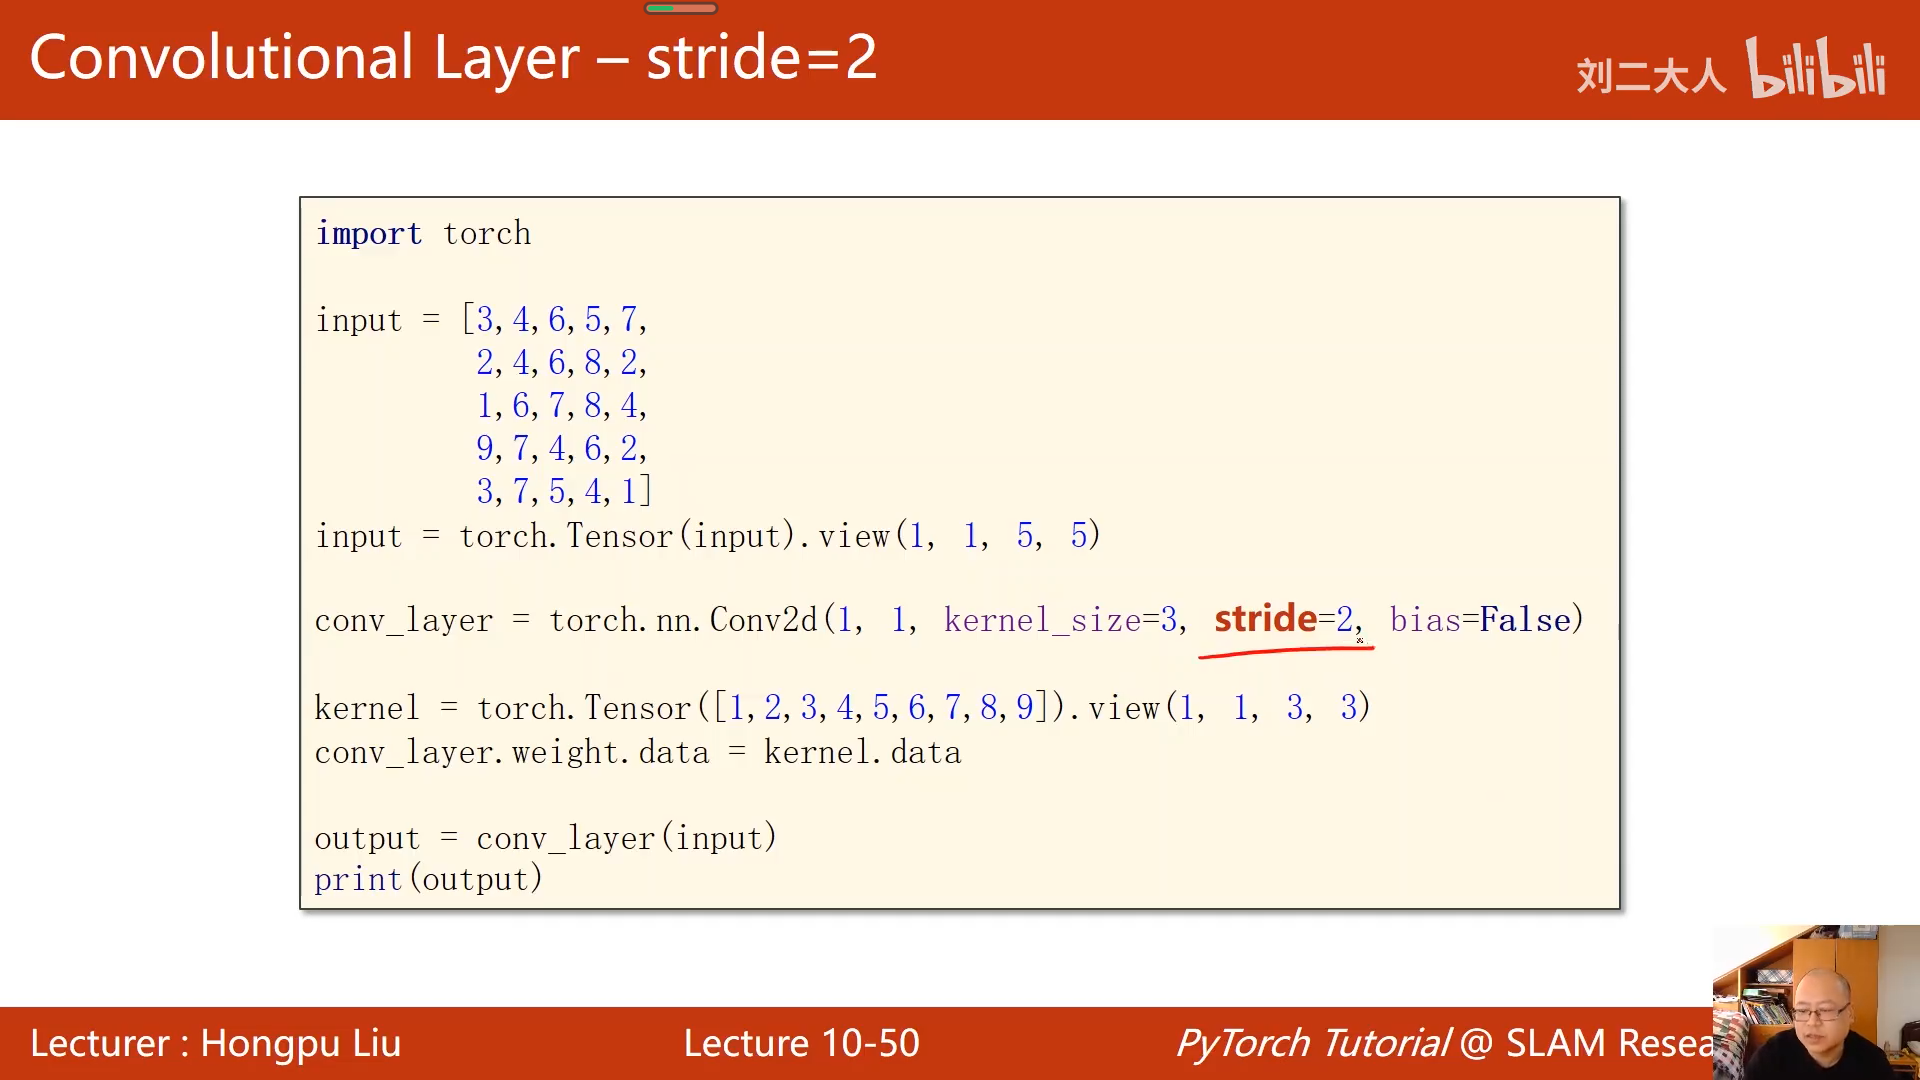 Convolutional Layer – stride=2
刘二大人 bilibili
import torch
input = [3,4,6,5,7,
2,4,6,8,2,
1,6,7,8,4,
9,7,4,6,2,
3,7,5,4,1]
input = torch.Tensor(input).view(1, 1, 5, 5)
conv_layer = torch.nn.Conv2d(1, 1, kernel_size=3, stride=2, bias=False)
kernel = torch.Tensor([1,2,3,4,5,6,7,8,9]).view(1, 1, 3, 3)
conv_layer.weight.data = kernel.data
output = conv_layer(input)
print(output)
Lecturer : Hongpu Liu
Lecture 10-50
PyTorch Tutorial @ SLAM